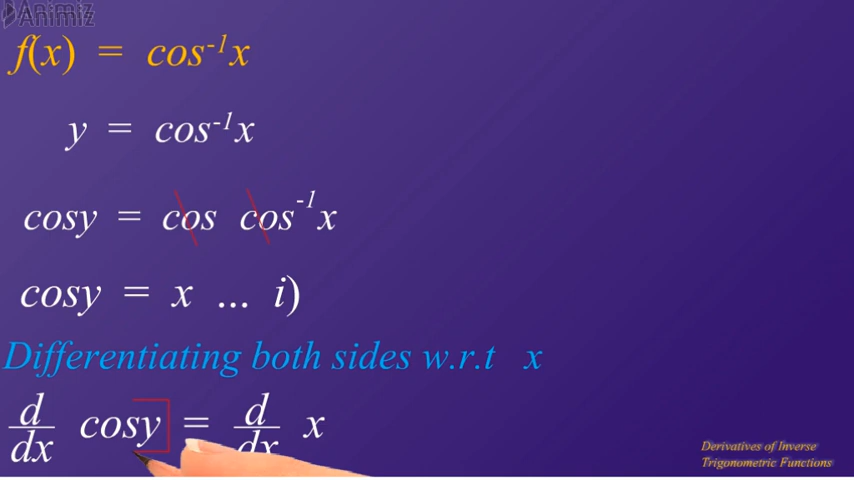 Animiz
f(x) = cos⁻¹x
y = cos⁻¹x
cosy = cos cos⁻¹x
cosy = x ... i)
Differentiating both sides w.r.t x
d/dx cosy = d/dx x
Derivatives of Inverse
Trigonometric Functions